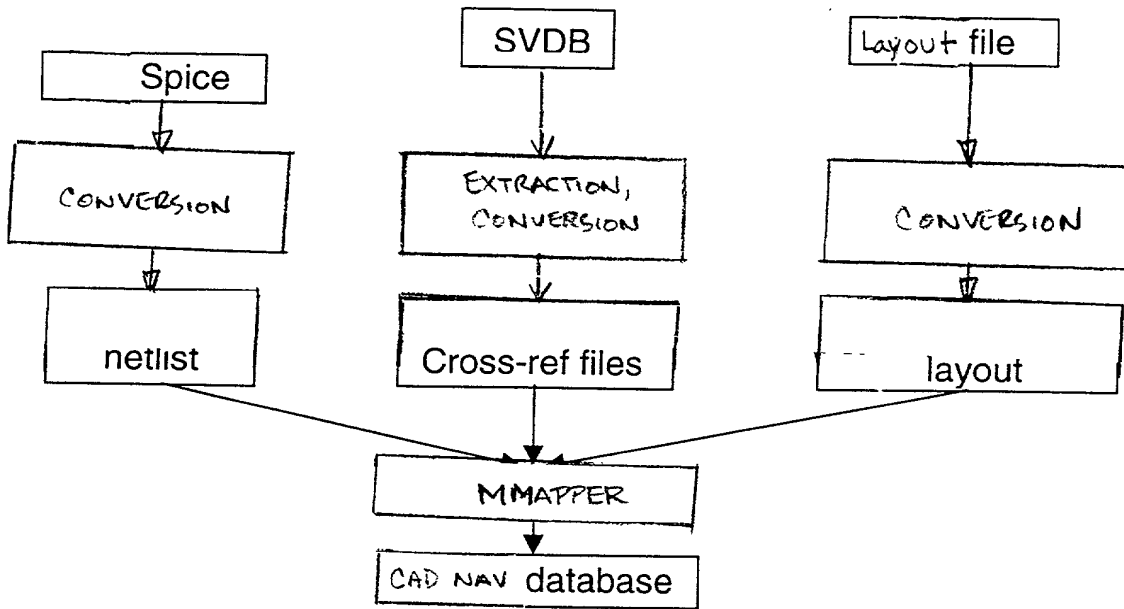 SVDB
Layout file
Spice
CONVERSION
EXTRACTION,
CONVERSION
CONVERSION
netlist
Cross-ref files
layout
MMAPPER
CAD NAV database